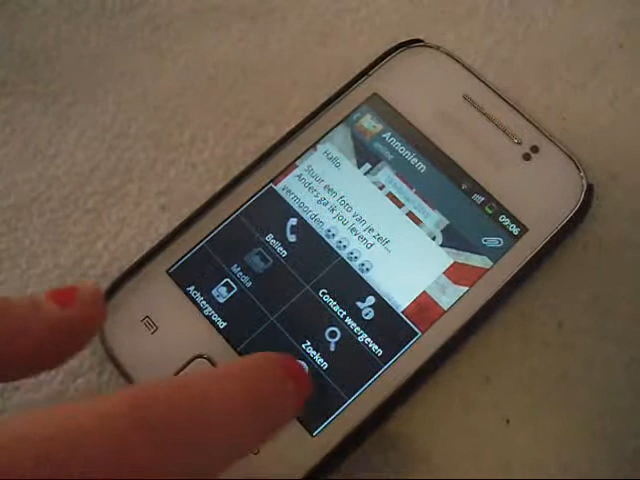 09:06
Annoniem
online
Hallo.
Stuur een foto van je zelf...
Anders ga ik jou levend
vermoorden
Bellen
Contact weergeven
Media
Zoeken
Achtergrond